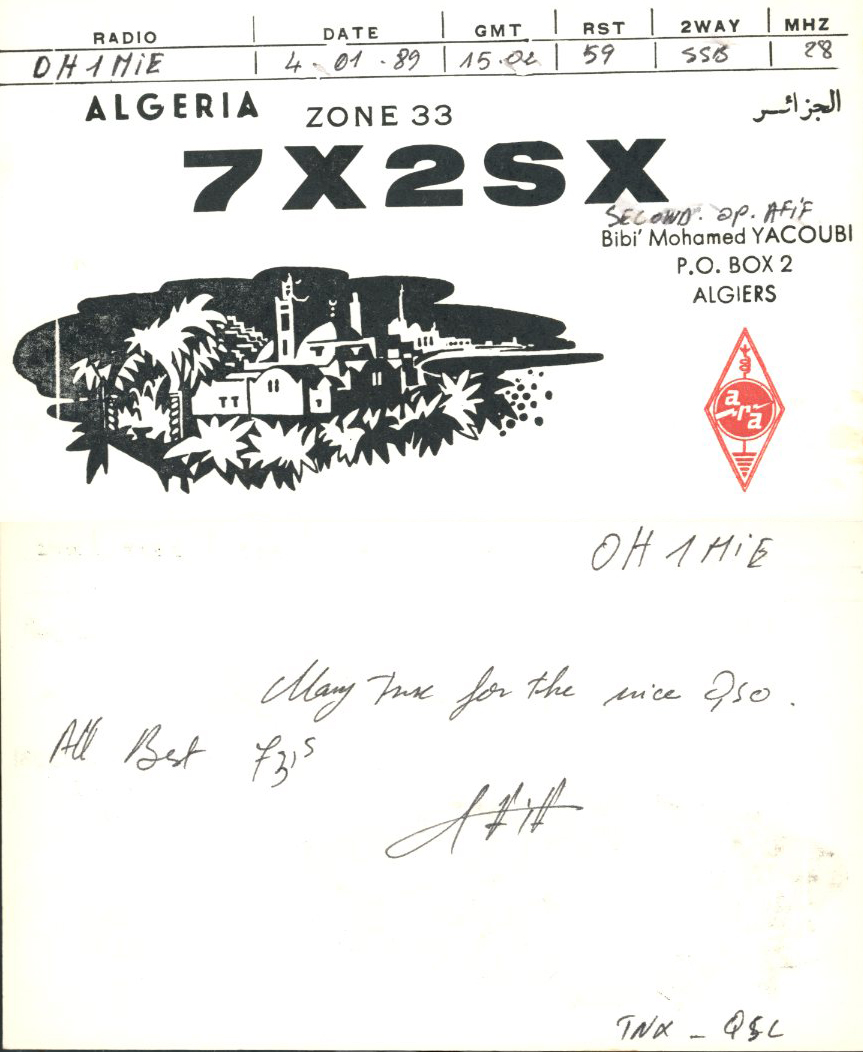 RADIO DATE GMT RST 2WAY MHZ
OH1MiE 4.01.89 15.02 59 SSB 28
ALGERIA ZONE 33 الجزائر
7X2SX
SECOND. op. AFiF
Bibi' Mohamed YACOUBI
P.O. BOX 2
ALGIERS
ara
OH1MiE
Many Tnx for the nice QSO.
All Best 73's
Afif
TNX - QSL